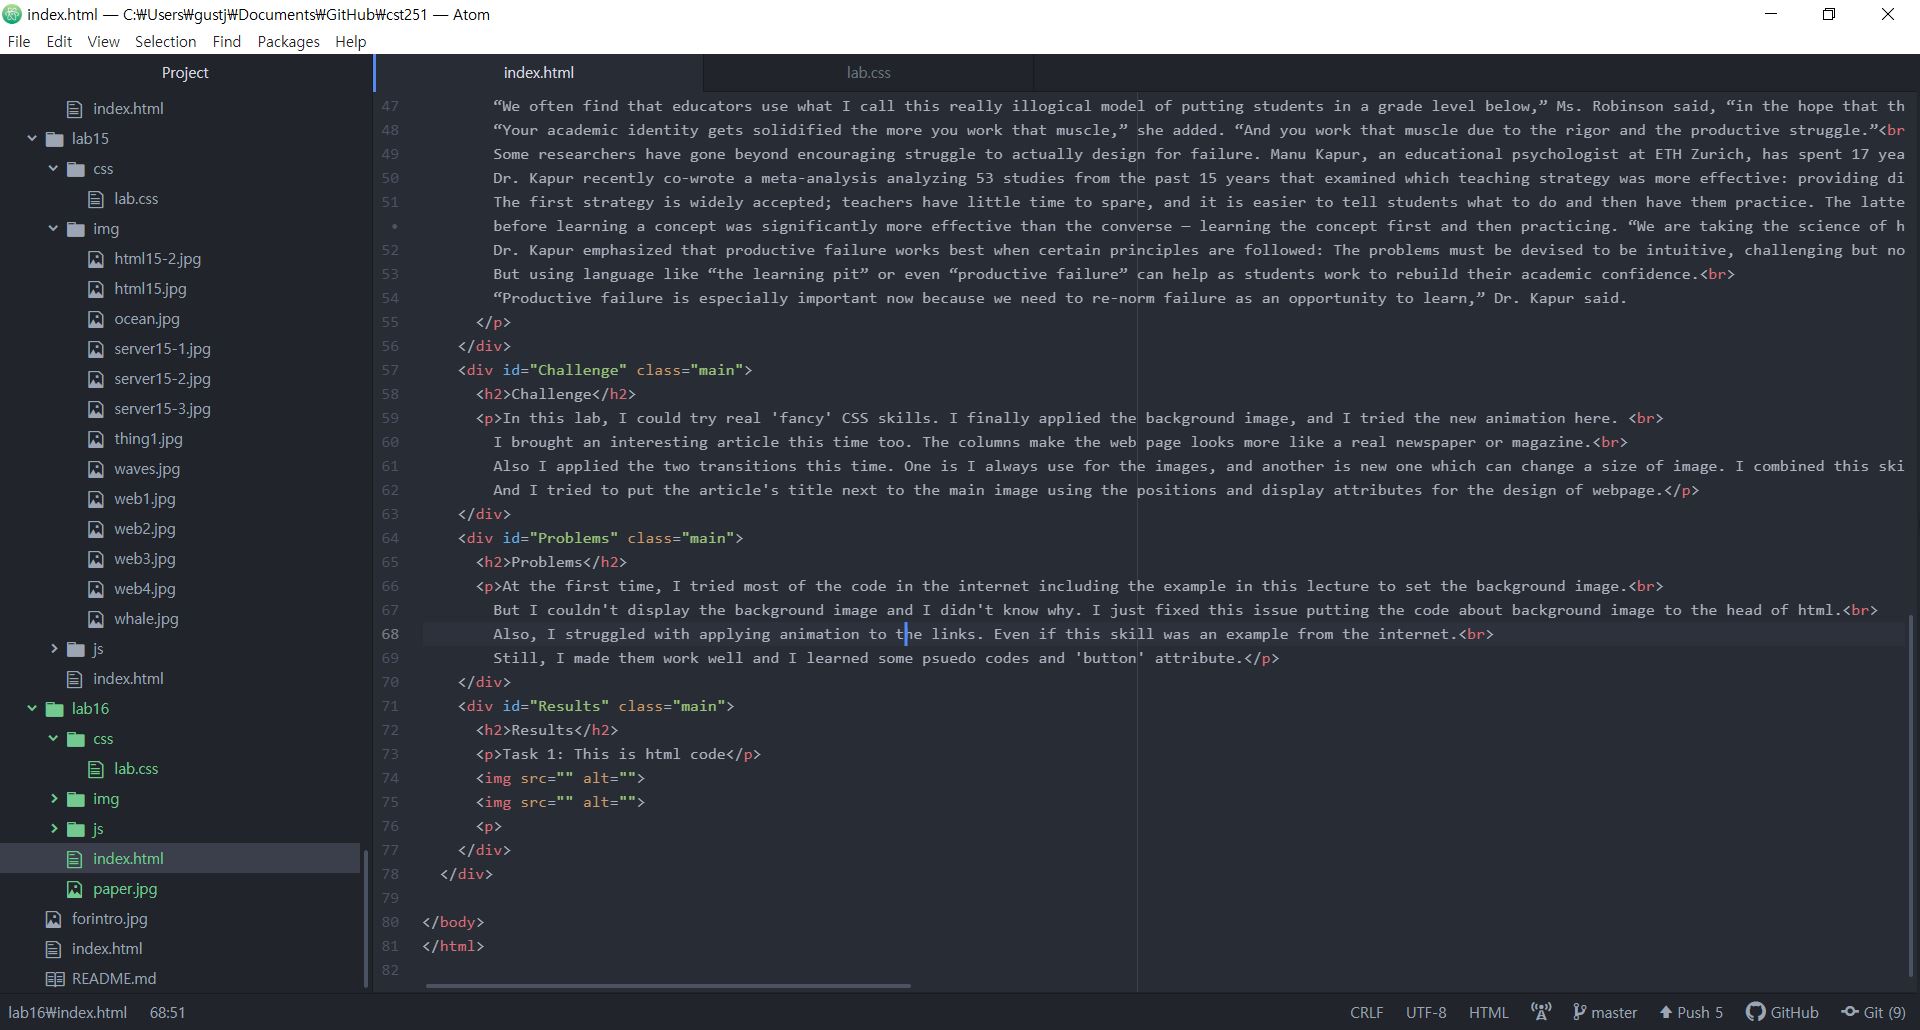 index.html — C:₩Users₩gustj₩Documents₩GitHub₩cst251 — Atom
File Edit View Selection Find Packages Help
Project
index.html
lab15
css
lab.css
img
html15-2.jpg
html15.jpg
ocean.jpg
server15-1.jpg
server15-2.jpg
server15-3.jpg
thing1.jpg
waves.jpg
web1.jpg
web2.jpg
web3.jpg
web4.jpg
whale.jpg
js
index.html
lab16
css
lab.css
img
js
index.html
paper.jpg
forintro.jpg
index.html
README.md
index.html lab.css
47 “We often find that educators use what I call this really illogical model of putting students in a grade level below,” Ms. Robinson said, “in the hope that th
48 “Your academic identity gets solidified the more you work that muscle,” she added. “And you work that muscle due to the rigor and the productive struggle.”<br
49 Some researchers have gone beyond encouraging struggle to actually design for failure. Manu Kapur, an educational psychologist at ETH Zurich, has spent 17 yea
50 Dr. Kapur recently co-wrote a meta-analysis analyzing 53 studies from the past 15 years that examined which teaching strategy was more effective: providing di
51 The first strategy is widely accepted; teachers have little time to spare, and it is easier to tell students what to do and then have them practice. The latte
• before learning a concept was significantly more effective than the converse — learning the concept first and then practicing. “We are taking the science of h
52 Dr. Kapur emphasized that productive failure works best when certain principles are followed: The problems must be devised to be intuitive, challenging but no
53 But using language like “the learning pit” or even “productive failure” can help as students work to rebuild their academic confidence.<br>
54 “Productive failure is especially important now because we need to re-norm failure as an opportunity to learn,” Dr. Kapur said.
55 </p>
56 </div>
57 <div id="Challenge" class="main">
58 <h2>Challenge</h2>
59 <p>In this lab, I could try real 'fancy' CSS skills. I finally applied the background image, and I tried the new animation here. <br>
60 I brought an interesting article this time too. The columns make the web page looks more like a real newspaper or magazine.<br>
61 Also I applied the two transitions this time. One is I always use for the images, and another is new one which can change a size of image. I combined this ski
62 And I tried to put the article's title next to the main image using the positions and display attributes for the design of webpage.</p>
63 </div>
64 <div id="Problems" class="main">
65 <h2>Problems</h2>
66 <p>At the first time, I tried most of the code in the internet including the example in this lecture to set the background image.<br>
67 But I couldn't display the background image and I didn't know why. I just fixed this issue putting the code about background image to the head of html.<br>
68 Also, I struggled with applying animation to the links. Even if this skill was an example from the internet.<br>
69 Still, I made them work well and I learned some psuedo codes and 'button' attribute.</p>
70 </div>
71 <div id="Results" class="main">
72 <h2>Results</h2>
73 <p>Task 1: This is html code</p>
74 <img src="" alt="">
75 <img src="" alt="">
76 <p>
77 </div>
78 </div>
79
80 </body>
81 </html>
82
lab16₩index.html 68:51 CRLF UTF-8 HTML master Push 5 GitHub Git (9)